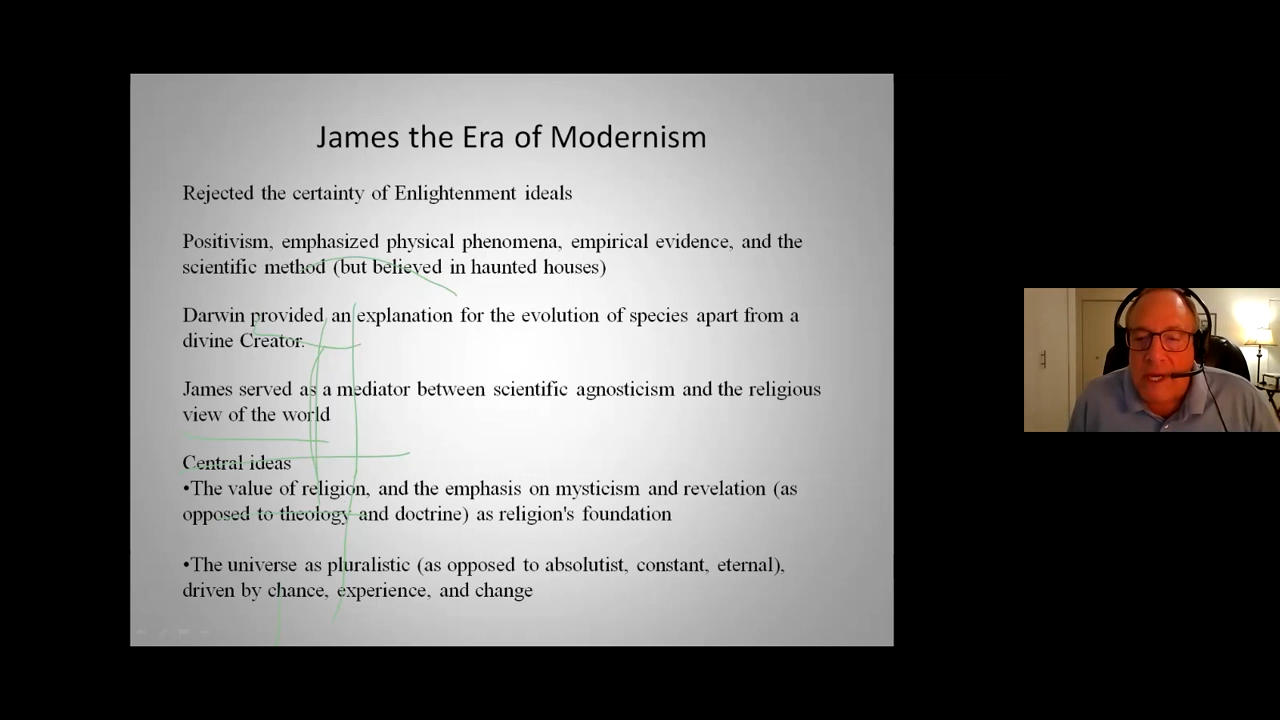 James the Era of Modernism
Rejected the certainty of Enlightenment ideals
Positivism, emphasized physical phenomena, empirical evidence, and the
scientific method (but believed in haunted houses)
Darwin provided an explanation for the evolution of species apart from a
divine Creator.
James served as a mediator between scientific agnosticism and the religious
view of the world
Central ideas
•The value of religion, and the emphasis on mysticism and revelation (as
opposed to theology and doctrine) as religion's foundation
•The universe as pluralistic (as opposed to absolutist, constant, eternal),
driven by chance, experience, and change